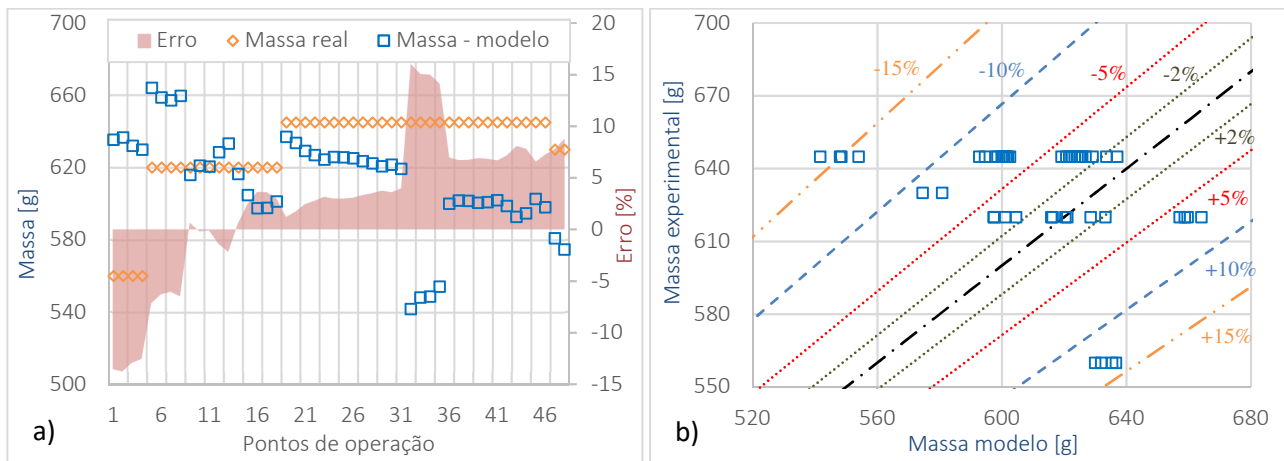 Erro Massa real Massa - modelo
700
660
620
580
540
500
Massa [g]
20
15
10
5
0
-5
-10
-15
Erro [%]
1 6 11 16 21 26 31 36 41 46
Pontos de operação
a)
700
670
640
610
580
550
Massa experimental [g]
-15%
-10%
-5%
-2%
+2%
+5%
+10%
+15%
520 560 600 640 680
Massa modelo [g]
b)